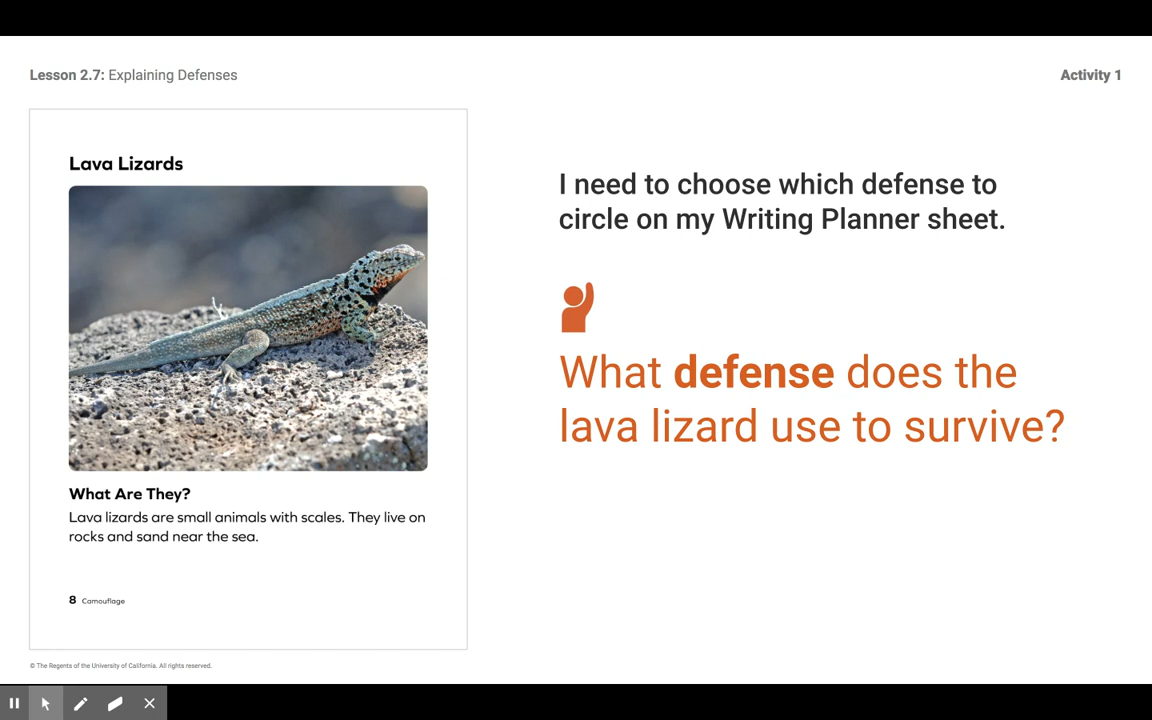 Lesson 2.7: Explaining Defenses
Activity 1
Lava Lizards
What Are They?
Lava lizards are small animals with scales. They live on
rocks and sand near the sea.
8 Camouflage
I need to choose which defense to
circle on my Writing Planner sheet.
What defense does the
lava lizard use to survive?
© The Regents of the University of California. All rights reserved.